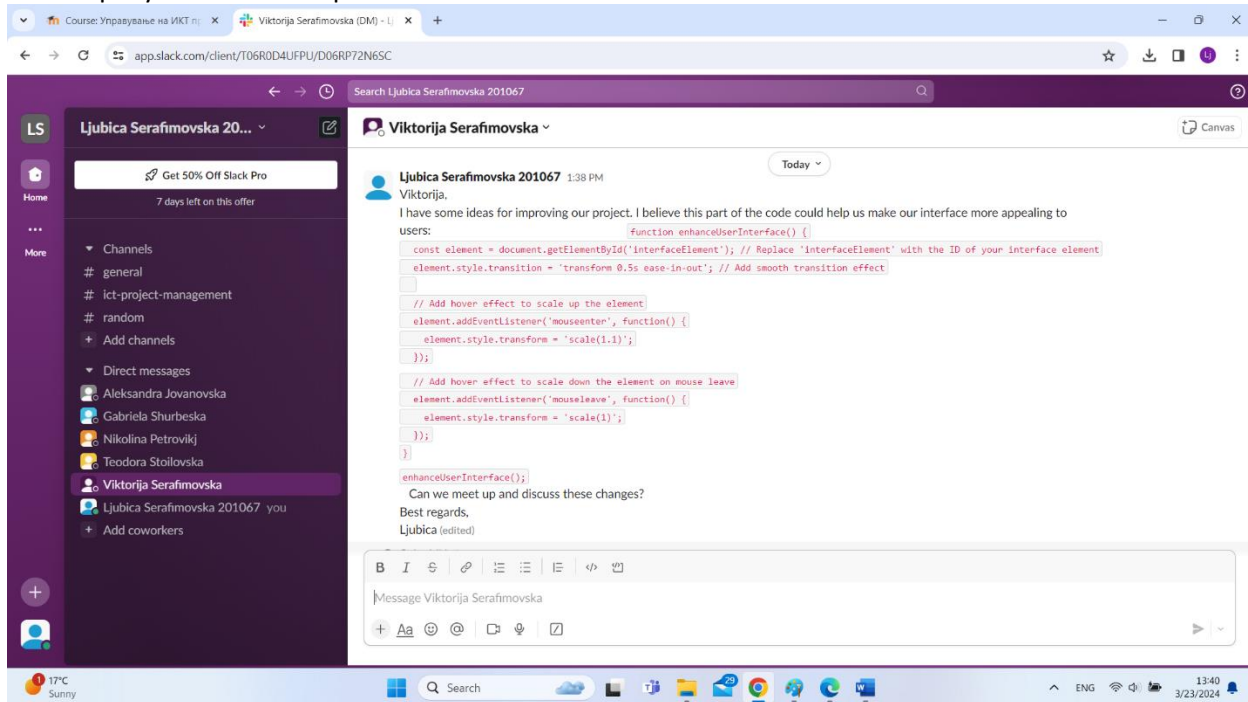 Course: Управување на ИКТ пр
Viktorija Serafimovska (DM) - Lj
app.slack.com/client/T06R0D4UFPU/D06RP72N6SC
Lj
Search Ljubica Serafimovska 201067
LS
Home
More
Ljubica Serafimovska 20...
Get 50% Off Slack Pro
7 days left on this offer
Channels
# general
# ict-project-management
# random
+ Add channels
Direct messages
Aleksandra Jovanovska
Gabriela Shurbeska
Nikolina Petrovikj
Teodora Stoilovska
Viktorija Serafimovska
Ljubica Serafimovska 201067 you
+ Add coworkers
Viktorija Serafimovska
Canvas
Today
Ljubica Serafimovska 201067 1:38 PM
Viktorija,
I have some ideas for improving our project. I believe this part of the code could help us make our interface more appealing to
users: function enhanceUserInterface() {
const element = document.getElementById('interfaceElement'); // Replace 'interfaceElement' with the ID of your interface element
element.style.transition = 'transform 0.5s ease-in-out'; // Add smooth transition effect
// Add hover effect to scale up the element
element.addEventListener('mouseenter', function() {
element.style.transform = 'scale(1.1)';
});
// Add hover effect to scale down the element on mouse leave
element.addEventListener('mouseleave', function() {
element.style.transform = 'scale(1)';
});
}
enhanceUserInterface();
Can we meet up and discuss these changes?
Best regards,
Ljubica (edited)
B I S
Message Viktorija Serafimovska
+ Aa @
1 17°C
Sunny
Search
29
ENG
13:40
3/23/2024